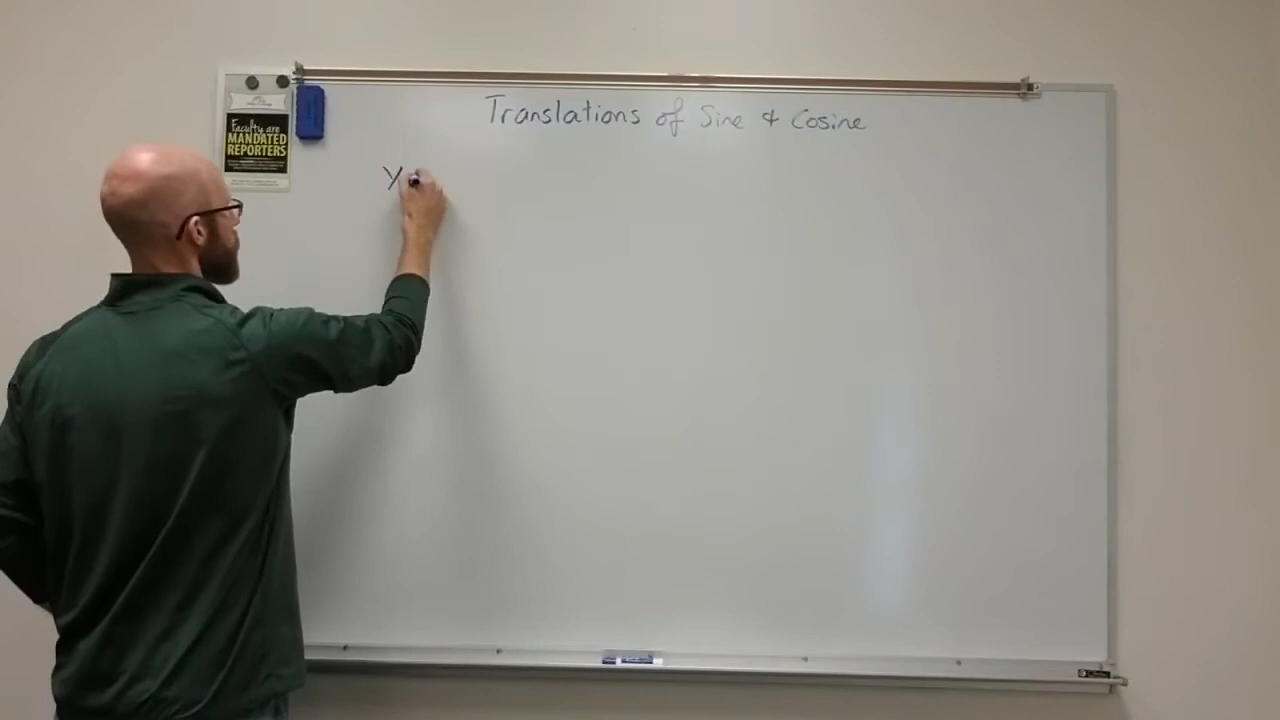 Translations of Sine & Cosine
Faculty are
MANDATED
REPORTERS
y